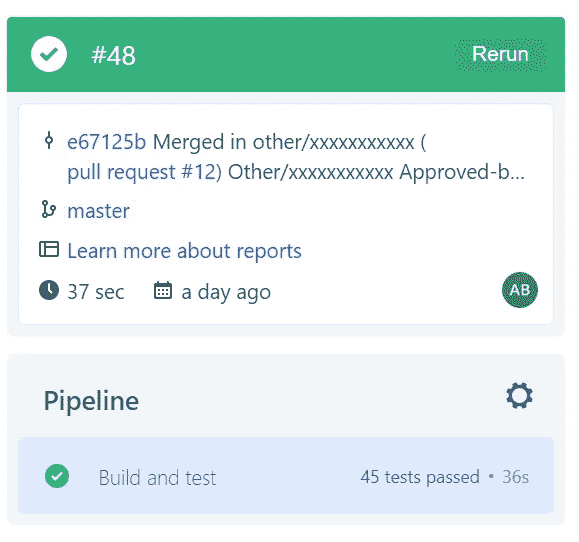 #48
Rerun
e67125b Merged in other/xxxxxxxxxxx (
pull request #12) Other/xxxxxxxxxxx Approved-b...
master
Learn more about reports
37 sec a day ago
AB
Pipeline
Build and test 45 tests passed • 36s